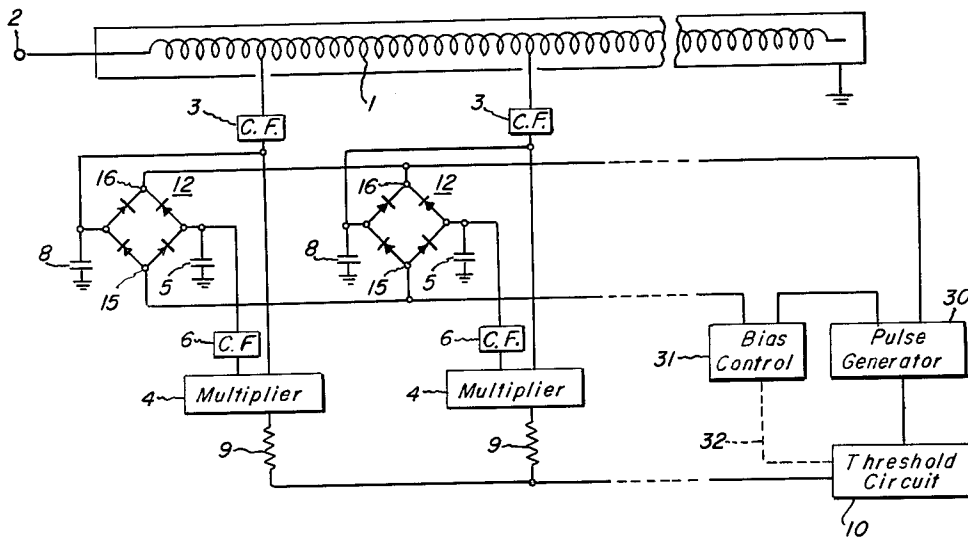 2
1
3
C.F.
3
C.F.
16
12
16
12
8
5
8
5
15
15
30
6
C.F
6
C.F.
31
Bias
Control
Pulse
Generator
4
Multiplier
4
Multiplier
9
9
32
Threshold
Circuit
10